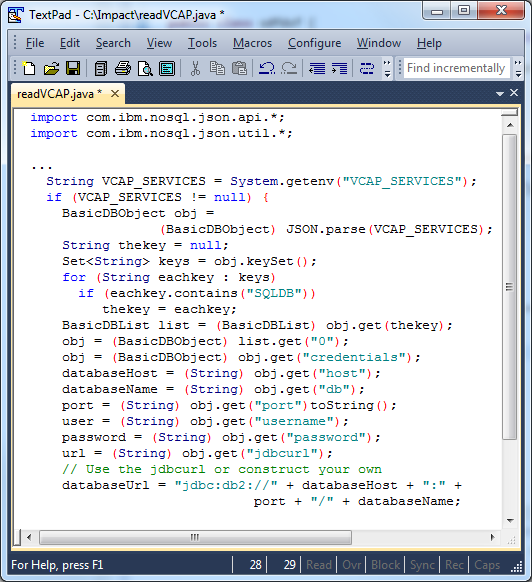 TextPad - C:\Impact\readVCAP.java *
File Edit Search View Tools Macros Configure Window Help
Find incrementally
readVCAP.java *
import com.ibm.nosql.json.api.*;
import com.ibm.nosql.json.util.*;
...
String VCAP_SERVICES = System.getenv("VCAP_SERVICES");
if (VCAP_SERVICES != null) {
BasicDBObject obj =
(BasicDBObject) JSON.parse(VCAP_SERVICES);
String thekey = null;
Set<String> keys = obj.keySet();
for (String eachkey : keys)
if (eachkey.contains("SQLDB"))
thekey = eachkey;
BasicDBList list = (BasicDBList) obj.get(thekey);
obj = (BasicDBObject) list.get("0");
obj = (BasicDBObject) obj.get("credentials");
databaseHost = (String) obj.get("host");
databaseName = (String) obj.get("db");
port = (String) obj.get("port")toString();
user = (String) obj.get("username");
password = (String) obj.get("password");
url = (String) obj.get("jdbcurl");
// Use the jdbcurl or construct your own
databaseUrl = "jdbc:db2://" + databaseHost + ":" +
port + "/" + databaseName;
For Help, press F1 28 29 Read Ovr Block Sync Rec Caps